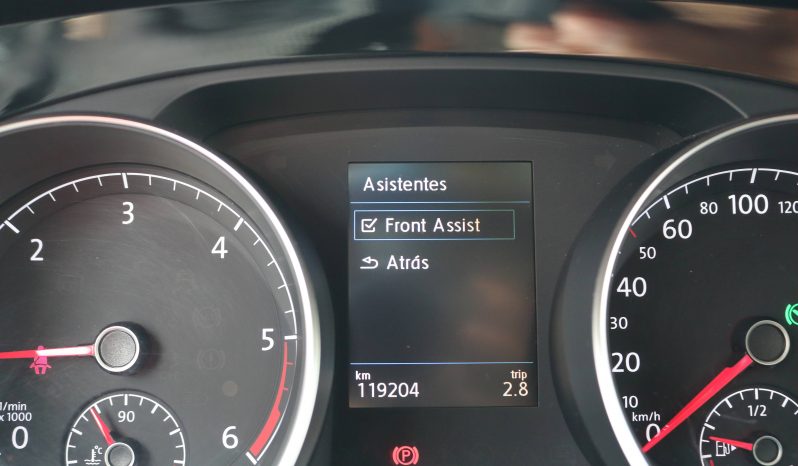 Asistentes
Front Assist
Atrás
km
trip
119204
2.8
2
3
4
5
6
1/min
x 1000
0
90
°C
P
0
10
20
30
40
50
60
80
100
120
km/h
1/2